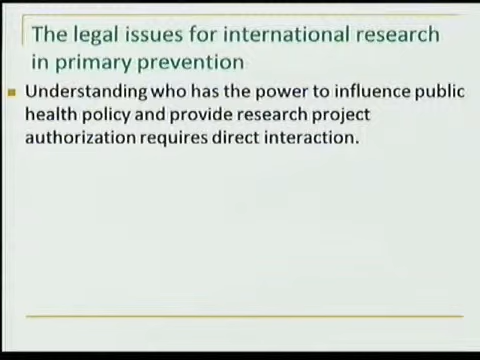 The legal issues for international research
in primary prevention
Understanding who has the power to influence public
health policy and provide research project
authorization requires direct interaction.